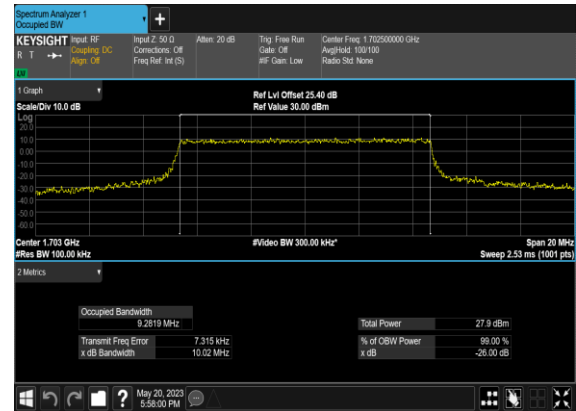 Spectrum Analyzer 1
Occupied BW
+
KEYSIGHT
R T
Input: RF
Coupling: DC
Align: Off
Input Z: 50 Ω
Corrections: Off
Freq Ref: Int (S)
Atten: 20 dB
Trig: Free Run
Gate: Off
#IF Gain: Low
Center Freq: 1.702500000 GHz
Avg|Hold: 100/100
Radio Std: None
1 Graph
Scale/Div 10.0 dB
Ref Lvl Offset 25.40 dB
Ref Value 30.00 dBm
Log
20.0
10.0
0.00
-10.0
-20.0
-30.0
-40.0
-50.0
-60.0
Center 1.703 GHz
#Res BW 100.00 kHz
#Video BW 300.00 kHz*
Span 20 MHz
Sweep 2.53 ms (1001 pts)
2 Metrics
Occupied Bandwidth
9.2819 MHz
Transmit Freq Error 7.315 kHz
x dB Bandwidth 10.02 MHz
Total Power 27.9 dBm
% of OBW Power 99.00 %
x dB -26.00 dB
?
May 20, 2023
5:58:00 PM